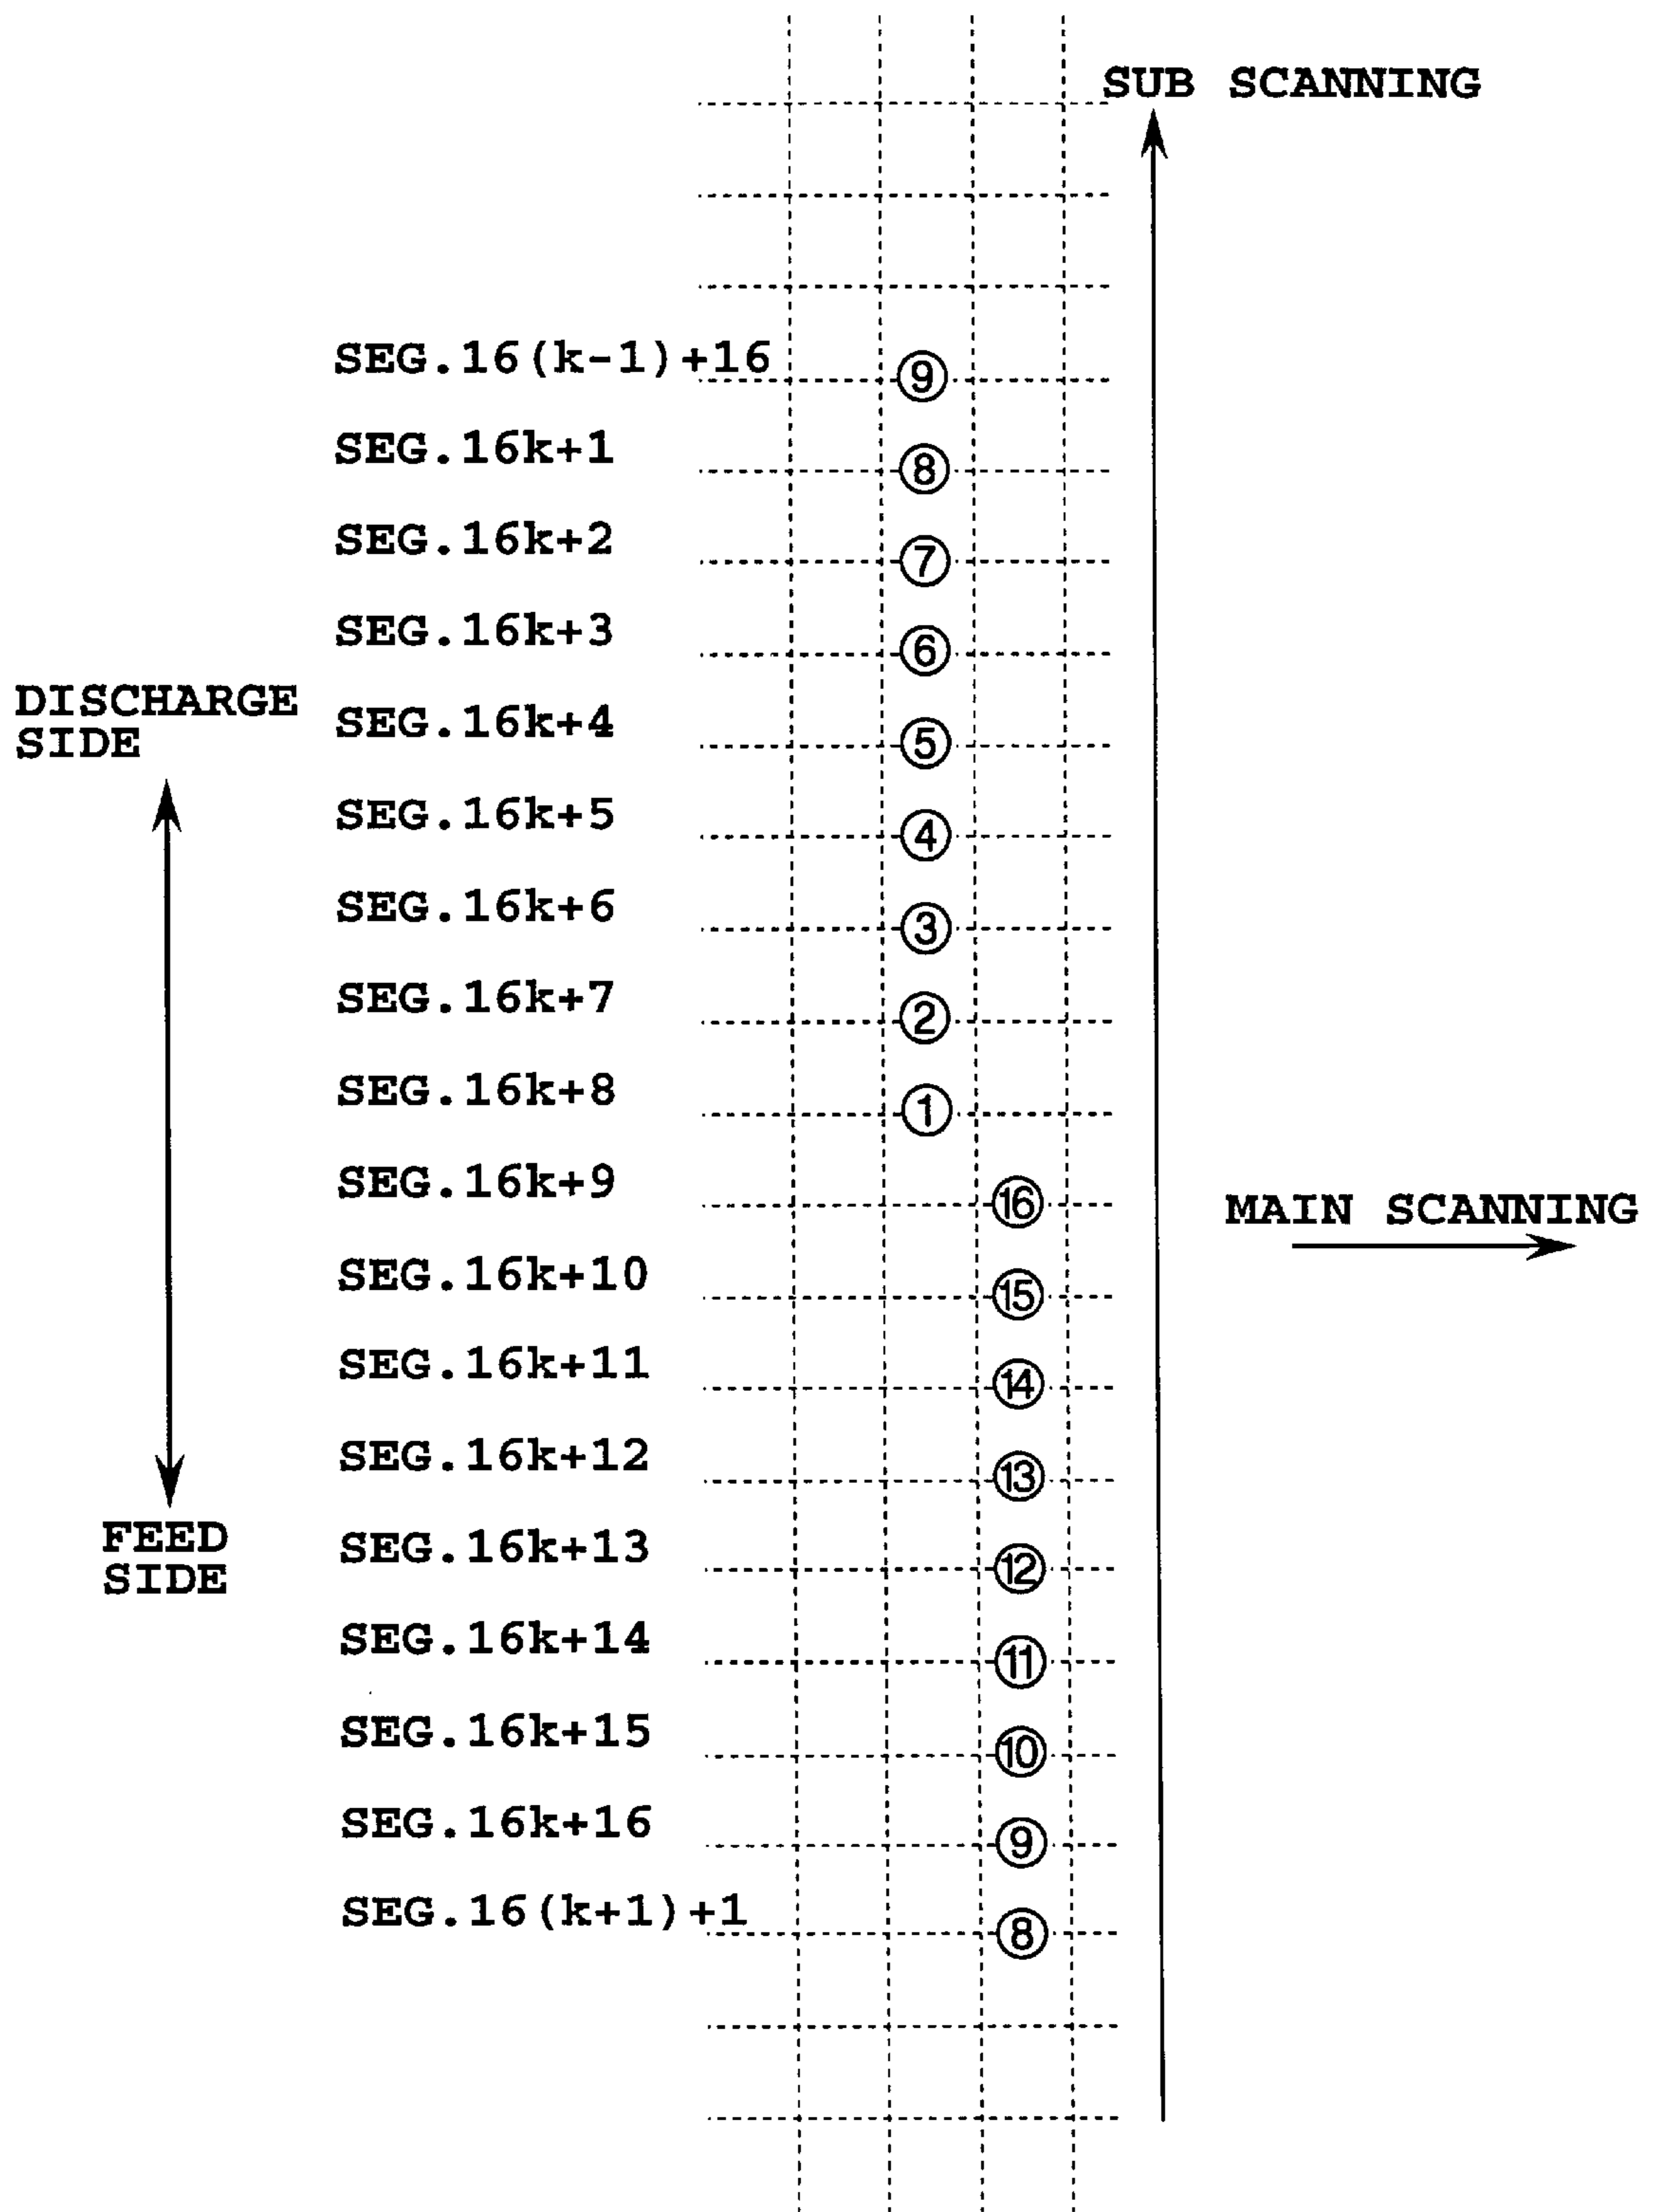 SUB SCANNING
SEG.16(k-1)+16 ⑨
SEG.16k+1 ⑧
SEG.16k+2 ⑦
SEG.16k+3 ⑥
DISCHARGE
SIDE
SEG.16k+4 ⑤
SEG.16k+5 ④
SEG.16k+6 ③
SEG.16k+7 ②
SEG.16k+8 ①
SEG.16k+9 ⑯
MAIN SCANNING
SEG.16k+10 ⑮
SEG.16k+11 ⑭
SEG.16k+12 ⑬
FEED
SIDE
SEG.16k+13 ⑫
SEG.16k+14 ⑪
SEG.16k+15 ⑩
SEG.16k+16 ⑨
SEG.16(k+1)+1 ⑧